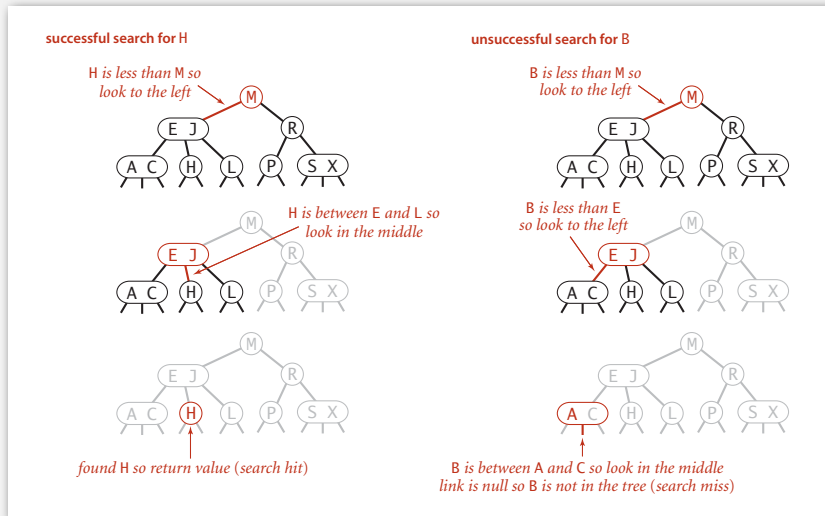 successful search for H
H is less than M so
look to the left
M
E J
R
A C
H
L
P
S X
H is between E and L so
look in the middle
M
E J
R
A C
H
L
P
S X
M
E J
R
A C
H
L
P
S X
found H so return value (search hit)
unsuccessful search for B
B is less than M so
look to the left
M
E J
R
A C
H
L
P
S X
B is less than E
so look to the left
M
E J
R
A C
H
L
P
S X
M
E J
R
A C
H
L
P
S X
B is between A and C so look in the middle
link is null so B is not in the tree (search miss)